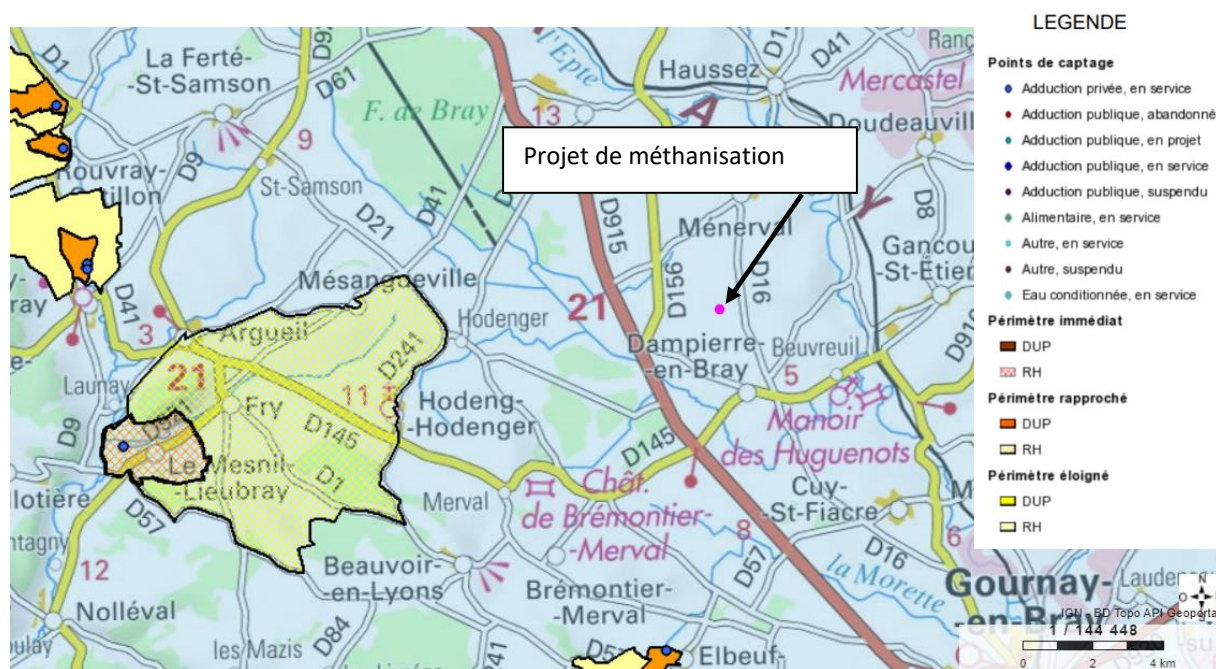 LEGENDE
Points de captage
Adduction privée, en service
Adduction publique, abandonné
Adduction publique, en projet
Adduction publique, en service
Adduction publique, suspendu
Alimentaire, en service
Autre, en service
Autre, suspendu
Eau conditionnée, en service
Périmètre immédiat
DUP
RH
Périmètre rapproché
DUP
RH
Périmètre éloigné
DUP
RH
Projet de méthanisation
D1
La Ferté-
-St-Samson
D61
l'Epte
Haussez
D41
Mercastel
F. de Bray
13
A
Doudeauvil
9
D9
St-Samson
D41
D21
D915
Ménerval
Y
D8
Gancou
-St-Etien
D156
D16
Mésangueville
D41
3
Argueil
Hodenger
21
Dampierre-
-en-Bray
Beuvreuil
5
D241
Launay
21
11
D9
Fry
D145
Hodeng-
-Hodenger
D145
Manoir
des Huguenots
Le Mesnil-
-Lieubray
D1
Merval
Chât.
de Brémontier-
-Merval
8
Cuy-
-St-Fiacre
6
D57
12
Beauvoir-
-en-Lyons
D57
D16
la Morette
Gournay-
-en-Bray
Brémontier-
-Merval
Nolléval
D84
les Mazis
Elbeuf-
IGN - BD Topo API Geoporta
1 / 144 448
0 2 4 km